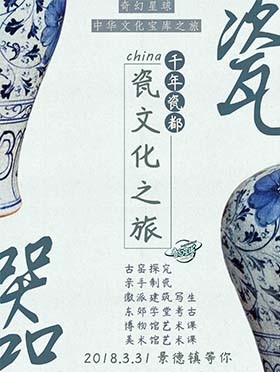 奇幻星球
中华文化宝库之旅
瓷
china
千年瓷都
瓷文化之旅
器
古窑探究
亲手制瓷
徽派建筑写生
东郊学堂考古
博物馆艺术课
美术馆艺术课
2018.3.31 景德镇等你